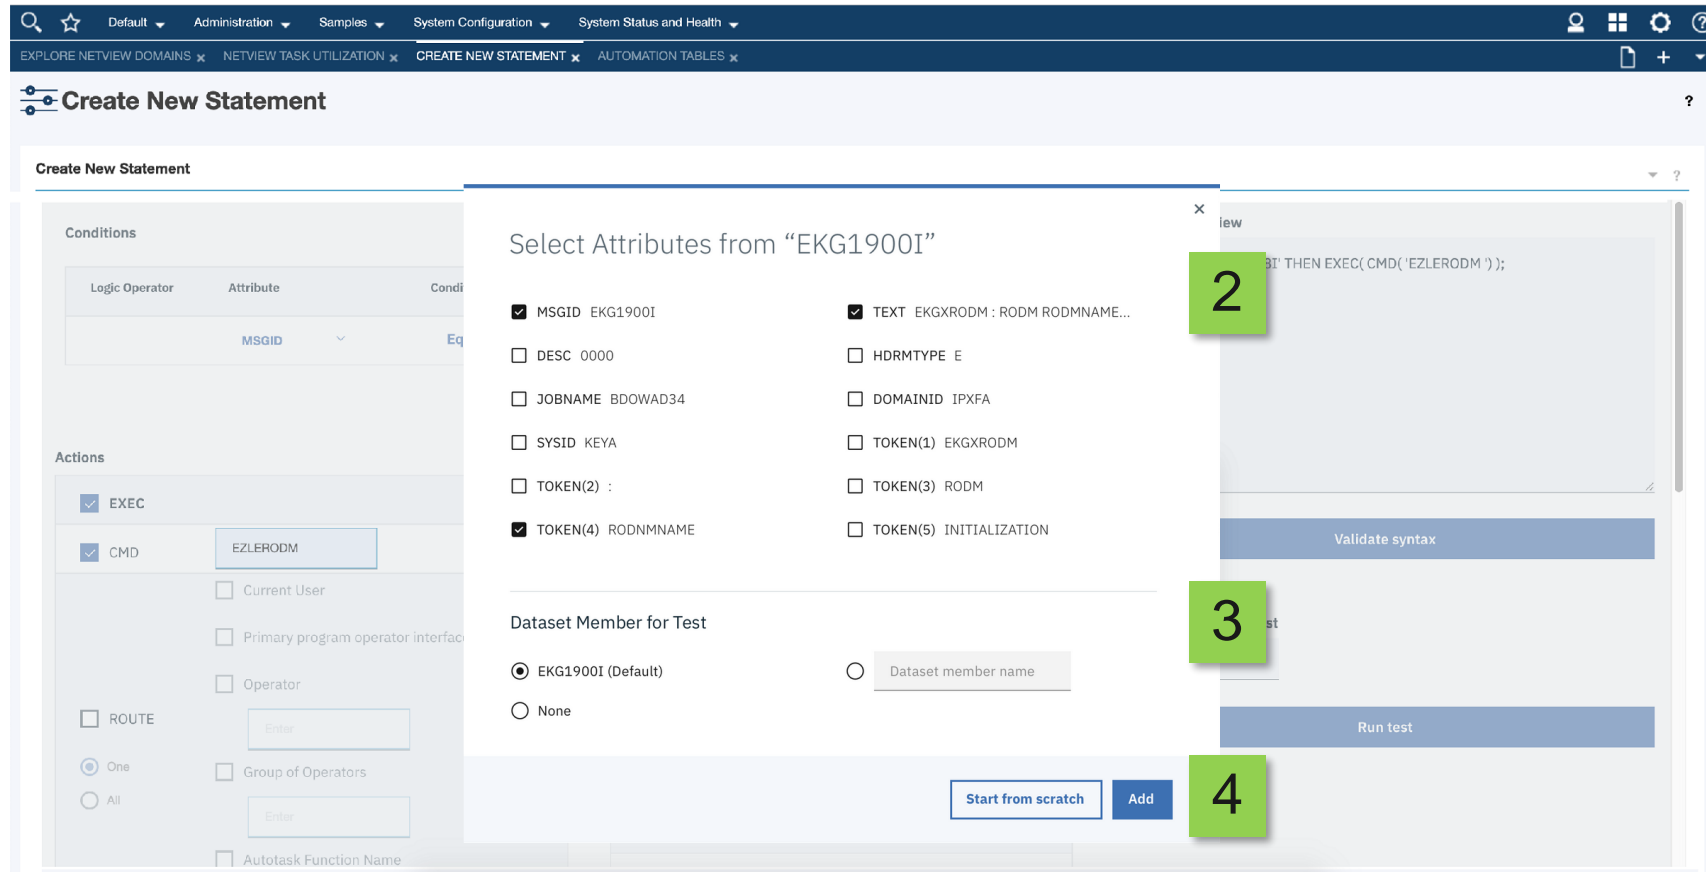 Default Administration Samples System Configuration System Status and Health
EXPLORE NETVIEW DOMAINS x NETVIEW TASK UTILIZATION x CREATE NEW STATEMENT x AUTOMATION TABLES x +
Create New Statement ?
Create New Statement ?
Conditions
Logic Operator Attribute Condi
MSGID Eq
Actions
EXEC
CMD EZLERODM
Current User
Primary program operator interfac
Operator
ROUTE Enter
One Group of Operators
All Enter
Autotask Function Name
×
Select Attributes from “EKG1900I”
MSGID EKG1900I TEXT EKGXRODM : RODM RODMNAME...
DESC 0000 HDRMTYPE E
JOBNAME BDOWAD34 DOMAINID IPXFA
SYSID KEYA TOKEN(1) EKGXRODM
TOKEN(2) : TOKEN(3) RODM
TOKEN(4) RODNMNAME TOKEN(5) INITIALIZATION
Dataset Member for Test
EKG1900I (Default) Dataset member name
None
Start from scratch Add
2
3
4
iew
I' THEN EXEC( CMD( 'EZLERODM ') );
Validate syntax
st
Run test